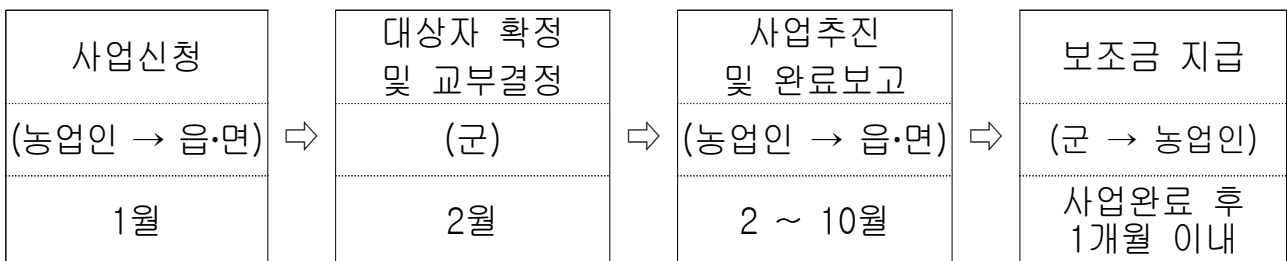 사업신청
(농업인 → 읍·면)
1월
⇨
대상자 확정
및 교부결정
(군)
2월
⇨
사업추진
및 완료보고
(농업인 → 읍·면)
2 ~ 10월
⇨
보조금 지급
(군 → 농업인)
사업완료 후
1개월 이내